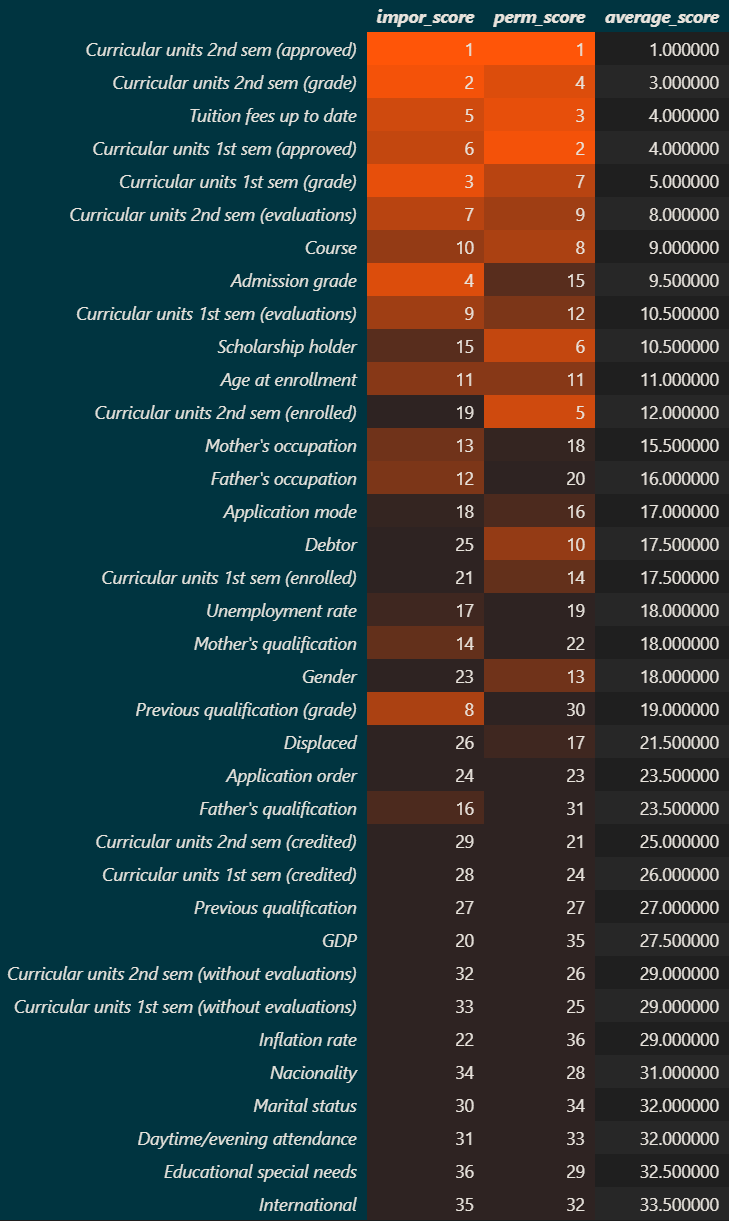 impor_score perm_score average_score
Curricular units 2nd sem (approved) 1 1 1.000000
Curricular units 2nd sem (grade) 2 4 3.000000
Tuition fees up to date 5 3 4.000000
Curricular units 1st sem (approved) 6 2 4.000000
Curricular units 1st sem (grade) 3 7 5.000000
Curricular units 2nd sem (evaluations) 7 9 8.000000
Course 10 8 9.000000
Admission grade 4 15 9.500000
Curricular units 1st sem (evaluations) 9 12 10.500000
Scholarship holder 15 6 10.500000
Age at enrollment 11 11 11.000000
Curricular units 2nd sem (enrolled) 19 5 12.000000
Mother's occupation 13 18 15.500000
Father's occupation 12 20 16.000000
Application mode 18 16 17.000000
Debtor 25 10 17.500000
Curricular units 1st sem (enrolled) 21 14 17.500000
Unemployment rate 17 19 18.000000
Mother's qualification 14 22 18.000000
Gender 23 13 18.000000
Previous qualification (grade) 8 30 19.000000
Displaced 26 17 21.500000
Application order 24 23 23.500000
Father's qualification 16 31 23.500000
Curricular units 2nd sem (credited) 29 21 25.000000
Curricular units 1st sem (credited) 28 24 26.000000
Previous qualification 27 27 27.000000
GDP 20 35 27.500000
Curricular units 2nd sem (without evaluations) 32 26 29.000000
Curricular units 1st sem (without evaluations) 33 25 29.000000
Inflation rate 22 36 29.000000
Nacionality 34 28 31.000000
Marital status 30 34 32.000000
Daytime/evening attendance 31 33 32.000000
Educational special needs 36 29 32.500000
International 35 32 33.500000